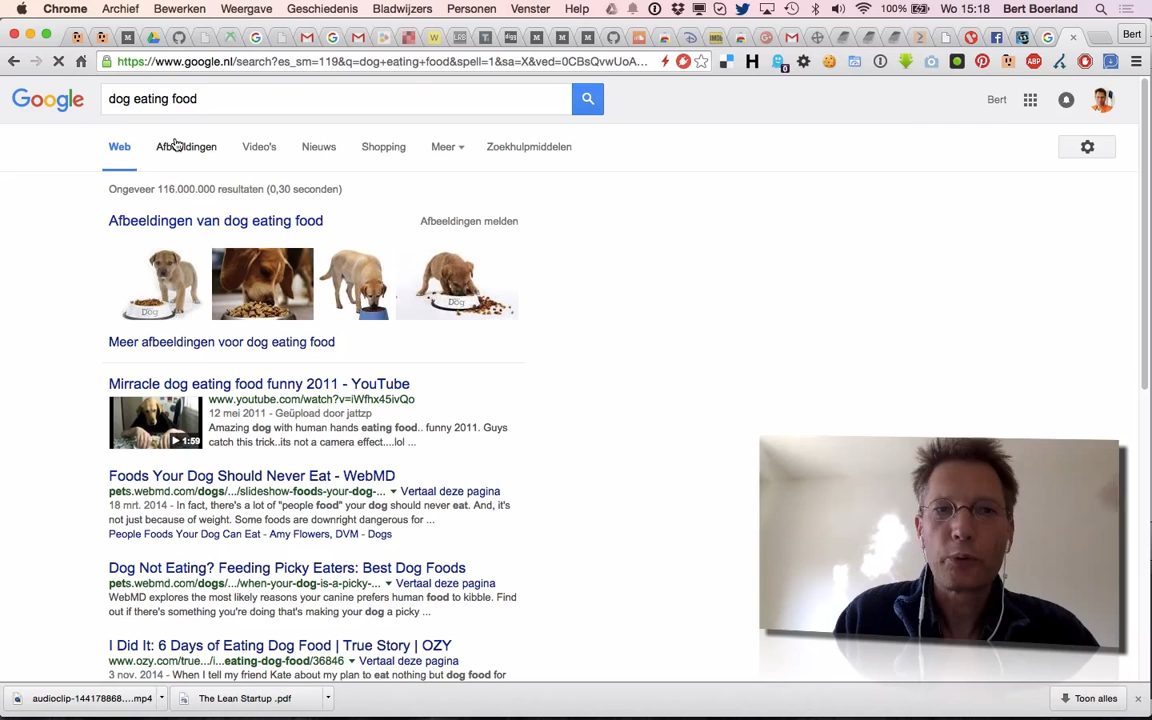 Chrome Archief Bewerken Weergave Geschiedenis Bladwijzers Personen Venster Help 100% Wo 15:18 Bert Boerland
Bert
https://www.google.nl/search?es_sm=119&q=dog+eating+food&spell=1&sa=X&ved=0CBsQvwUoA...
Google
dog eating food
Bert
Web Afbeeldingen Video's Nieuws Shopping Meer Zoekhulpmiddelen
Ongeveer 116.000.000 resultaten (0,30 seconden)
Afbeeldingen van dog eating food Afbeeldingen melden
Dog Dog
Meer afbeeldingen voor dog eating food
Mirracle dog eating food funny 2011 - YouTube
www.youtube.com/watch?v=iWfhx45ivQo
12 mei 2011 - Geüpload door jattzp
Amazing dog with human hands eating food.. funny 2011. Guys
catch this trick..its not a camera effect....lol ...
1:59
Foods Your Dog Should Never Eat - WebMD
pets.webmd.com/dogs/.../slideshow-foods-your-dog-... Vertaal deze pagina
18 mrt. 2014 - In fact, there's a lot of "people food" your dog should never eat. And, it's
not just because of weight. Some foods are downright dangerous for ...
People Foods Your Dog Can Eat - Amy Flowers, DVM - Dogs
Dog Not Eating? Feeding Picky Eaters: Best Dog Foods
pets.webmd.com/dogs/.../when-your-dog-is-a-picky-... Vertaal deze pagina
WebMD explores the most likely reasons your canine prefers human food to kibble. Find
out if there's something you're doing that's making your dog a picky ...
I Did It: 6 Days of Eating Dog Food | True Story | OZY
www.ozy.com/true.../i...eating-dog-food/36846 Vertaal deze pagina
3 nov. 2014 - When I tell my friend Kate about my plan to eat nothing but dog food for
audioclip-144178868....mp4 The Lean Startup .pdf Toon alles